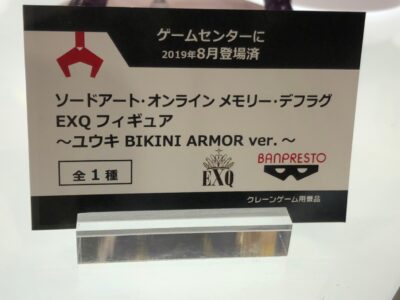 ゲームセンターに
2019年8月登場済
ソードアート・オンライン メモリー・デフラグ
EXQ フィギュア
～ユウキ BIKINI ARMOR ver.～
全1種
EXQ
BANPRESTO
クレーンゲーム用景品